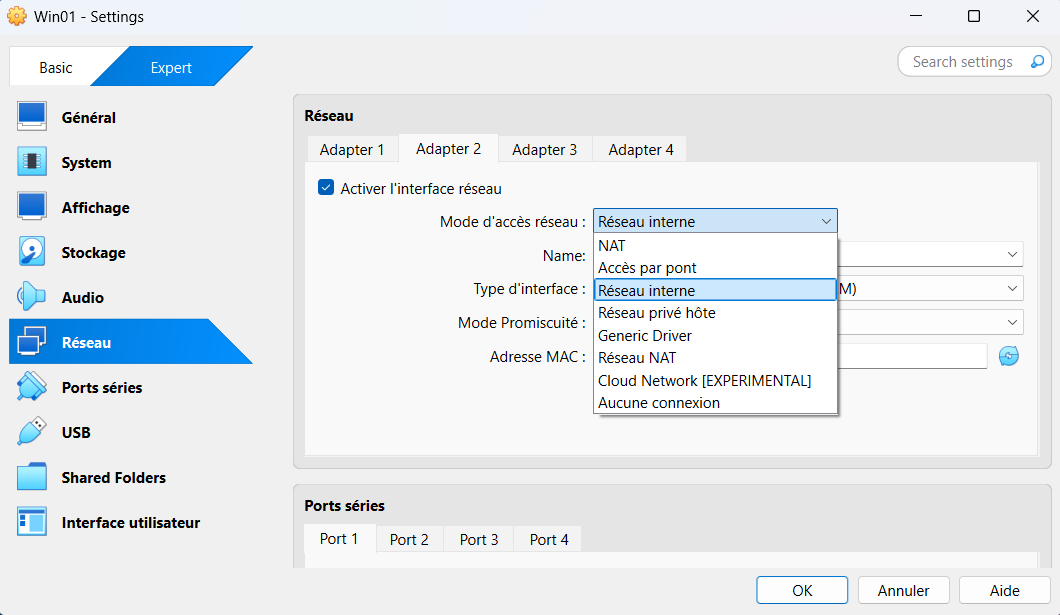 Win01 - Settings
Basic
Expert
Search settings
Général
System
Affichage
Stockage
Audio
Réseau
Ports séries
USB
Shared Folders
Interface utilisateur
Réseau
Adapter 1
Adapter 2
Adapter 3
Adapter 4
Activer l'interface réseau
Mode d'accès réseau :
Réseau interne
Name:
Type d'interface :
M)
Mode Promiscuité :
Adresse MAC :
NAT
Accès par pont
Réseau interne
Réseau privé hôte
Generic Driver
Réseau NAT
Cloud Network [EXPERIMENTAL]
Aucune connexion
Ports séries
Port 1
Port 2
Port 3
Port 4
OK
Annuler
Aide